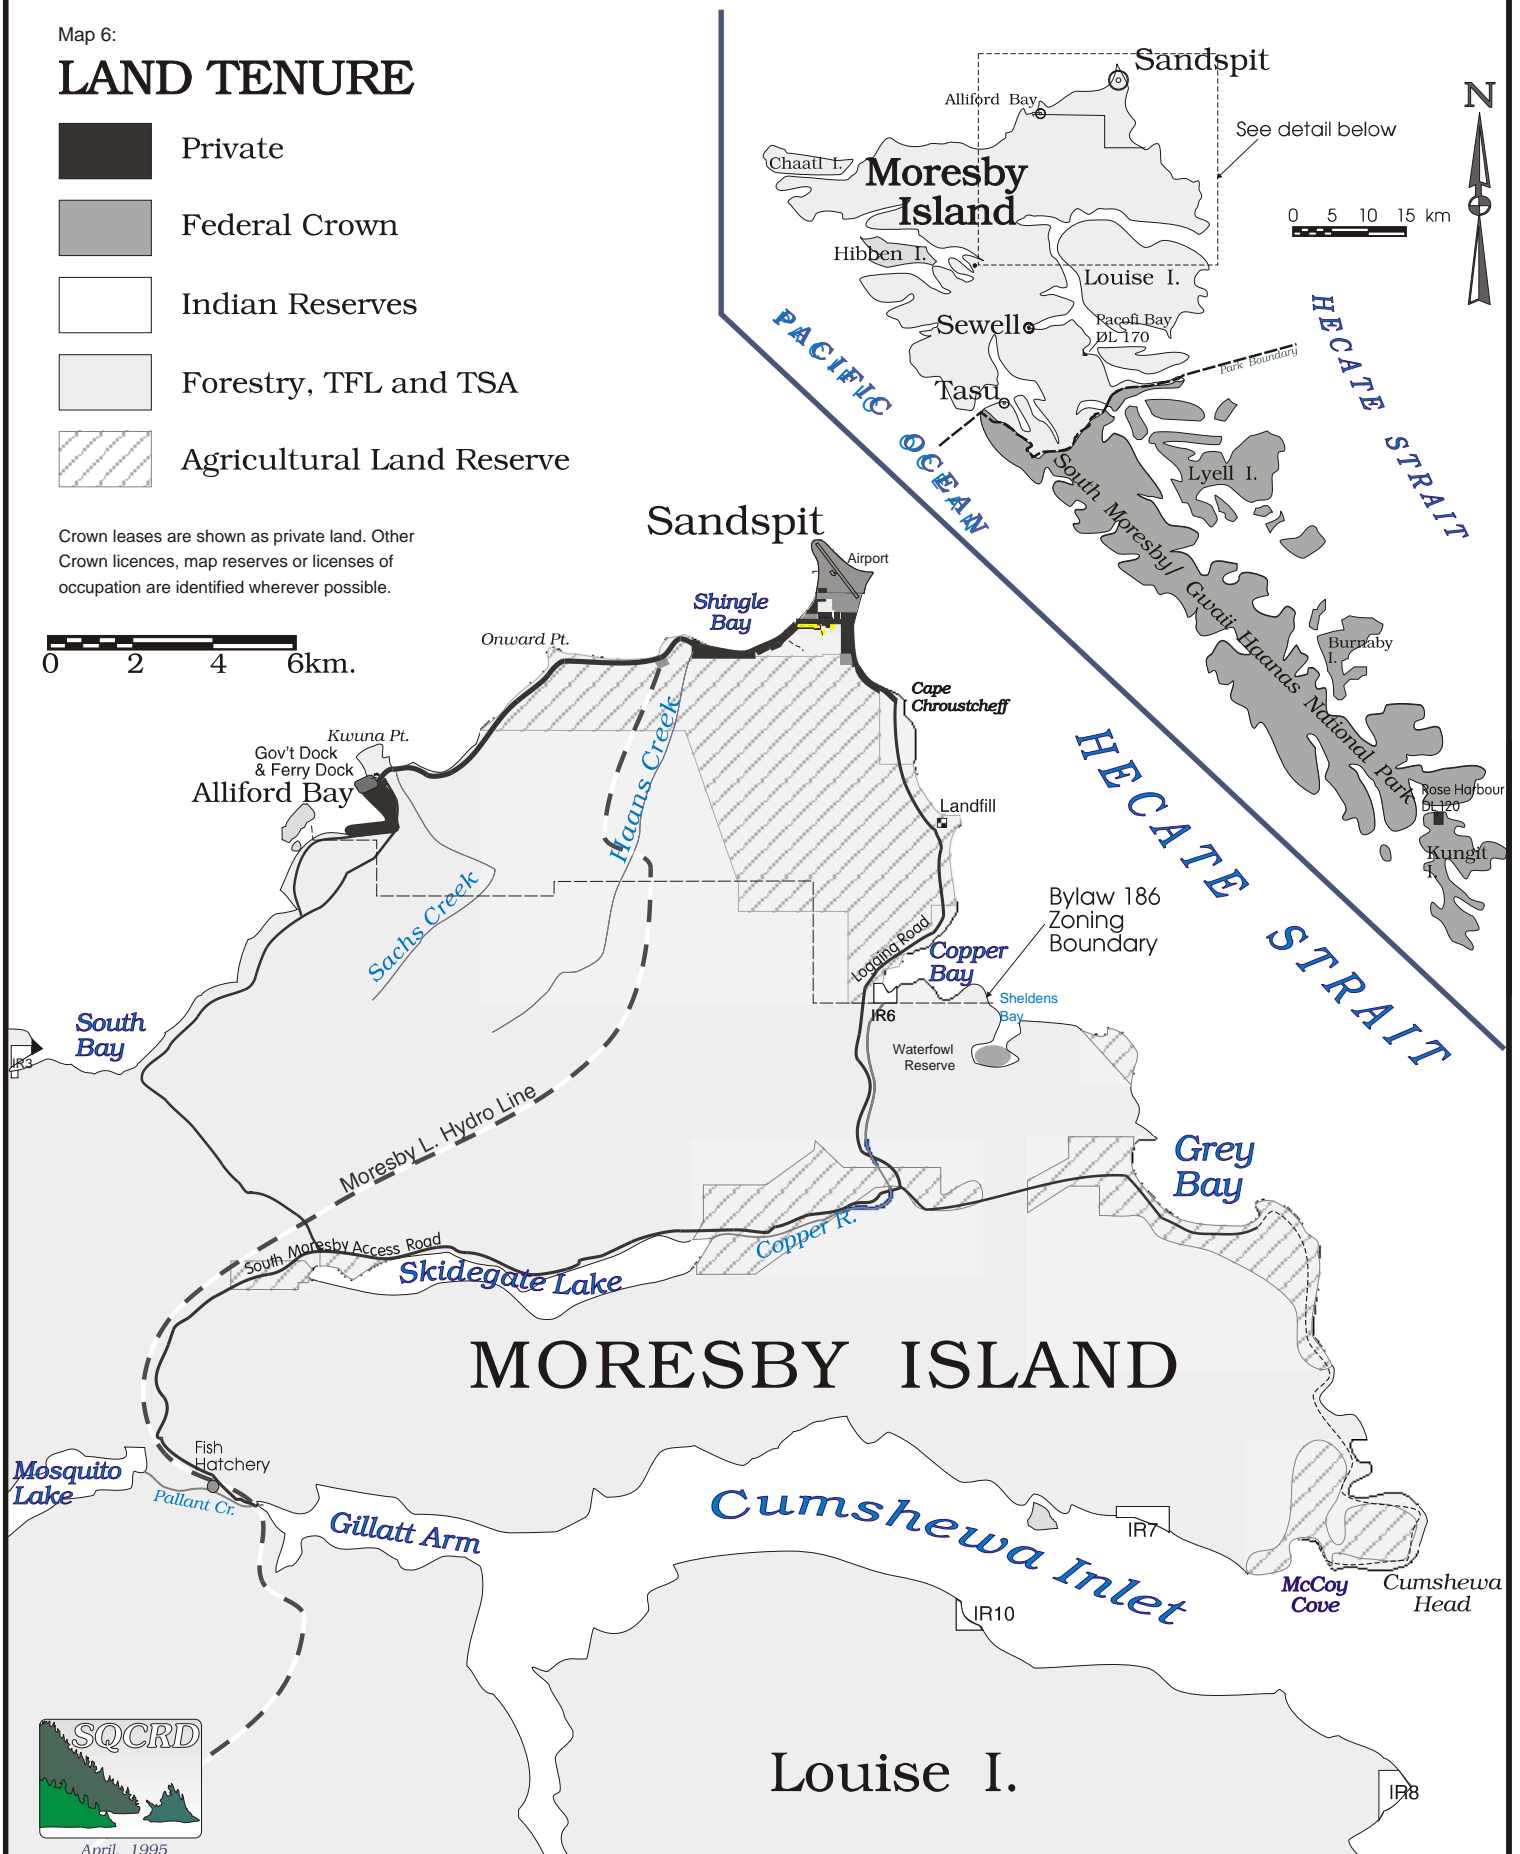 Map 6:
LAND TENURE
Private
Federal Crown
Indian Reserves
Forestry, TFL and TSA
Agricultural Land Reserve
Crown leases are shown as private land. Other
Crown licences, map reserves or licenses of
occupation are identified wherever possible.
0 2 4 6km.
Sandspit
Alliford Bay
See detail below
N
Chaatl I.
Moresby
Island
0 5 10 15 km
Hibben I.
Louise I.
Sewell
Pacofi Bay
DL 170
Park Boundary
Tasu
PACIFIC OCEAN
HECATE STRAIT
Lyell I.
South Moresby/ Gwaii Haanas National Park
Burnaby
I.
Rose Harbour
DL120
Kungit
I.
Sandspit
Airport
Shingle
Bay
Onward Pt.
Cape
Chroustcheff
Kwuna Pt.
Gov't Dock
& Ferry Dock
Alliford Bay
Haans Creek
Landfill
HECATE STRAIT
Sachs Creek
Bylaw 186
Zoning
Boundary
Logging Road
Copper
Bay
Sheldens
Bay
IR6
South
Bay
IR3
Waterfowl
Reserve
Moresby L. Hydro Line
Grey
Bay
Copper R.
South Moresby Access Road
Skidegate Lake
MORESBY ISLAND
Fish
Hatchery
Mosquito
Lake
Pallant Cr.
Gillatt Arm
Cumshewa Inlet
IR7
McCoy
Cove
Cumshewa
Head
IR10
SQCRD
Louise I.
IR8
April, 1995